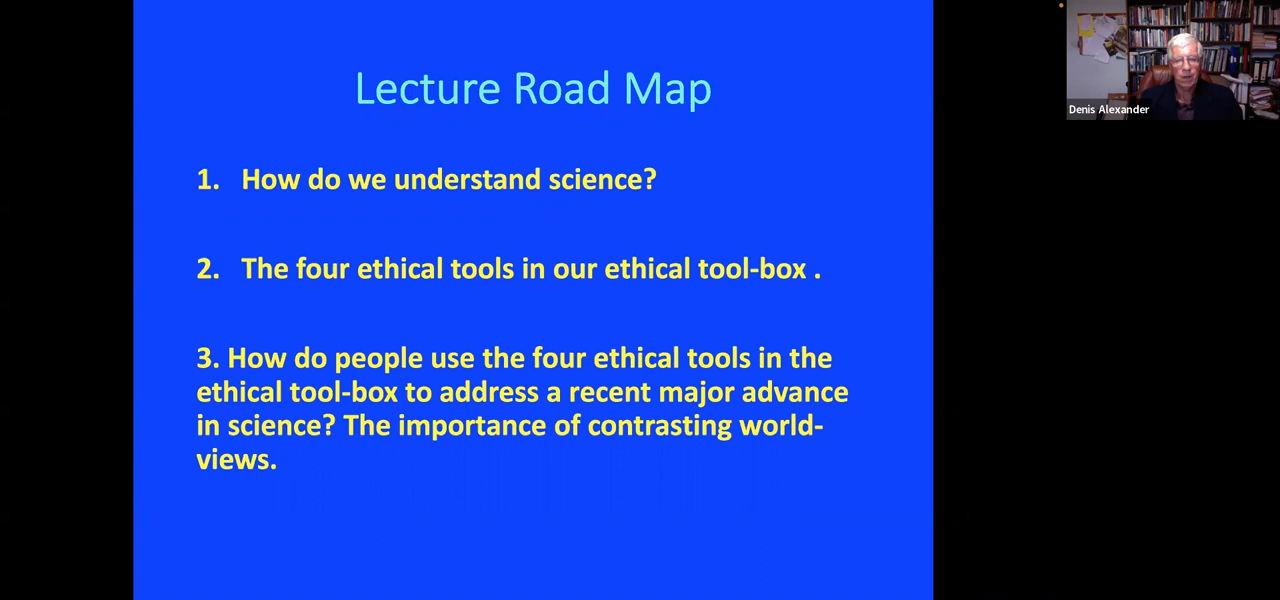 Lecture Road Map
1. How do we understand science?
2. The four ethical tools in our ethical tool-box .
3. How do people use the four ethical tools in the
ethical tool-box to address a recent major advance
in science? The importance of contrasting world-
views.
Denis Alexander